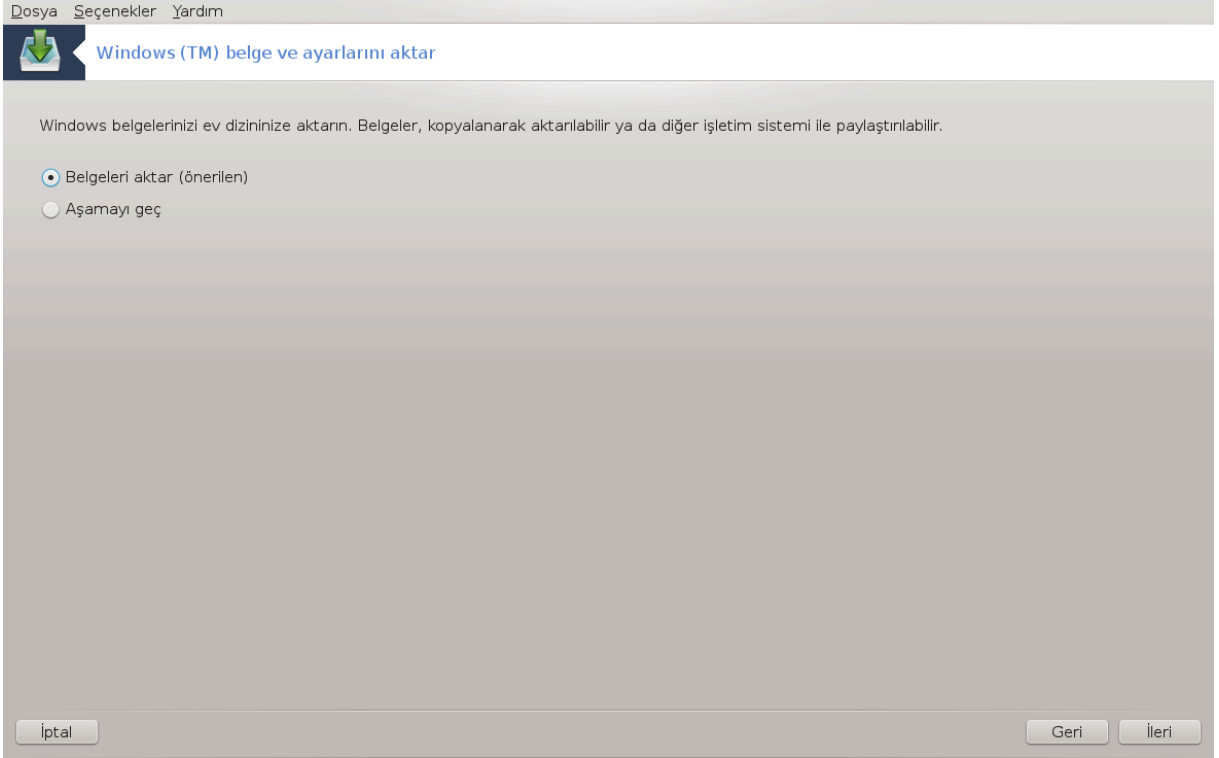 Dosya Seçenekler Yardım
Windows (TM) belge ve ayarlarını aktar
Windows belgelerinizi ev dizininize aktarın. Belgeler, kopyalanarak aktarılabilir ya da diğer işletim sistemi ile paylaştırılabilir.
Belgeleri aktar (önerilen)
Aşamayı geç
İptal Geri İleri